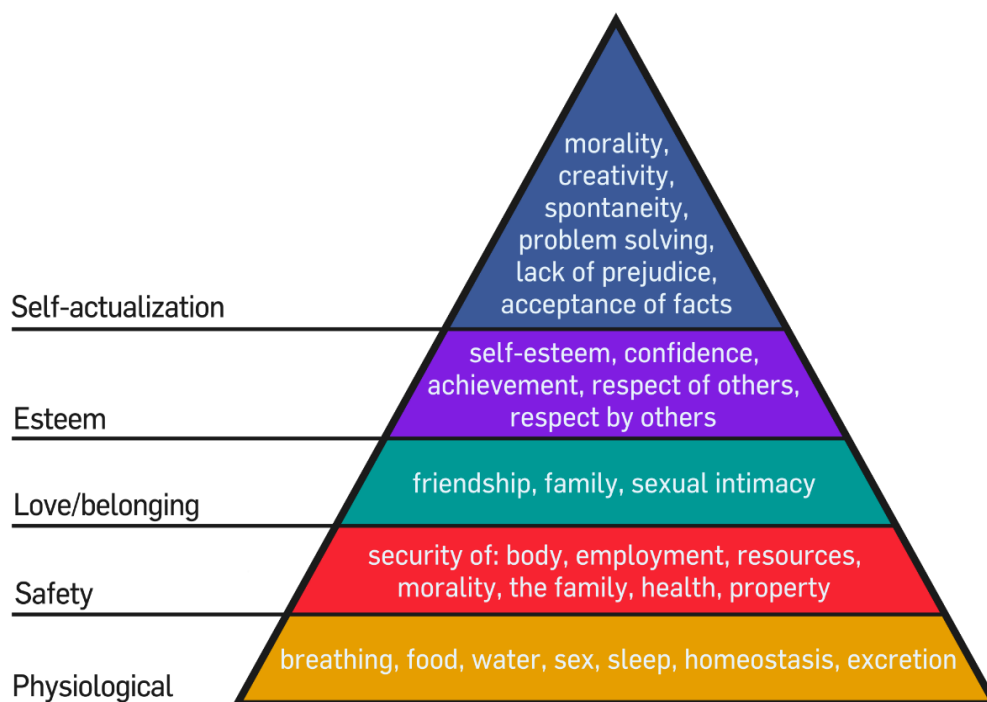 morality,
creativity,
spontaneity,
problem solving,
lack of prejudice,
acceptance of facts
Self-actualization
self-esteem, confidence,
achievement, respect of others,
respect by others
Esteem
friendship, family, sexual intimacy
Love/belonging
security of: body, employment, resources,
morality, the family, health, property
Safety
breathing, food, water, sex, sleep, homeostasis, excretion
Physiological